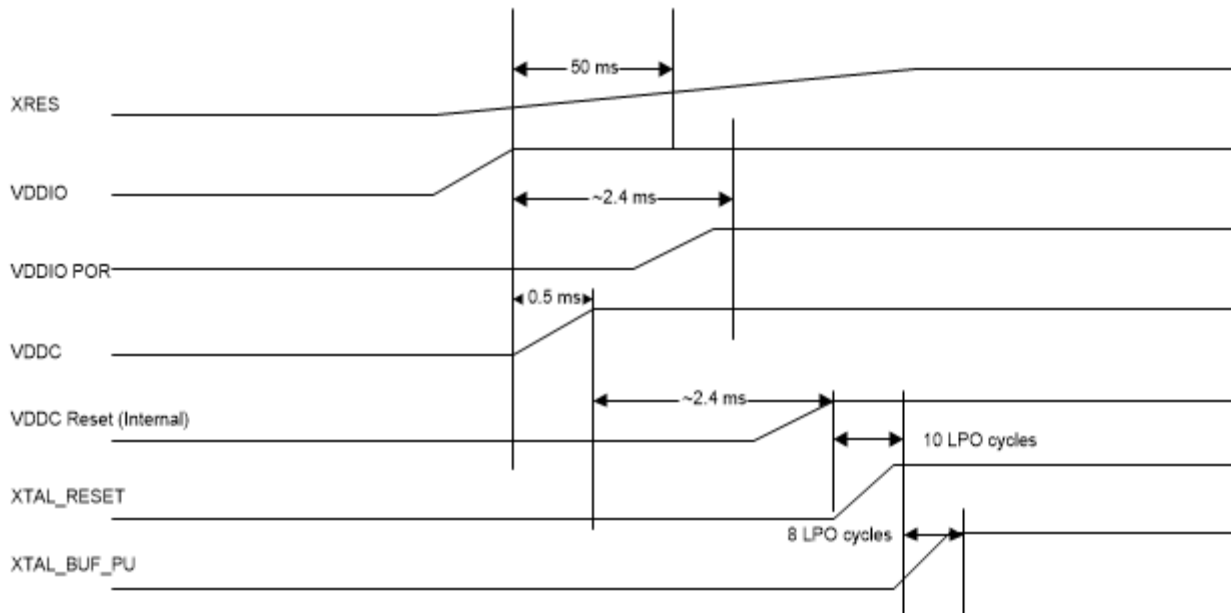 50 ms
XRES
VDDIO
~2.4 ms
VDDIO POR
0.5 ms
VDDC
~2.4 ms
VDDC Reset (Internal)
10 LPO cycles
XTAL_RESET
8 LPO cycles
XTAL_BUF_PU